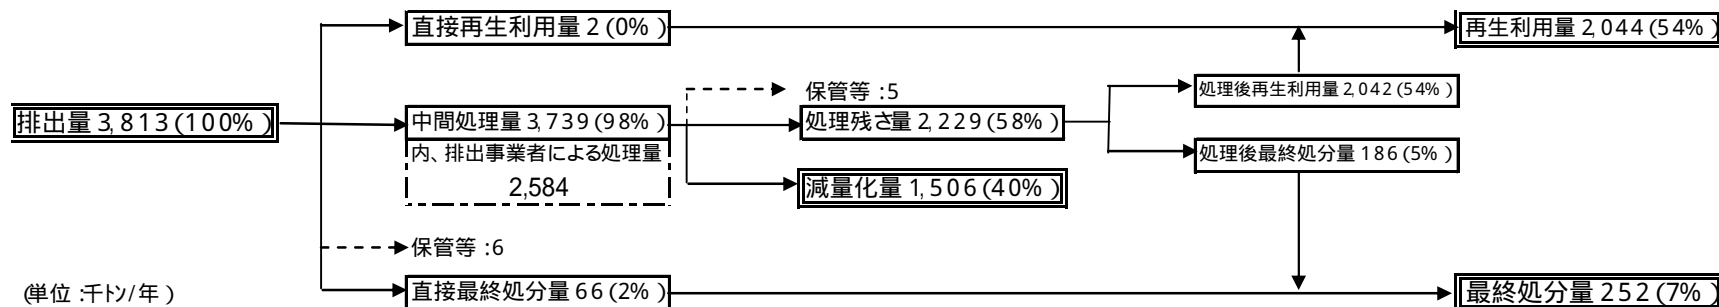 直接再生利用量 2 (0% )
再生利用量 2,044 (54% )
保管等 :5
処理後再生利用量 2,042 (54% )
排出量 3,813 (100% )
中間処理量 3,739 (98% )
処理残さ量 2,229 (58% )
内、排出事業者による処理量
2,584
処理後最終処分量 186 (5% )
減量化量 1,506 (40% )
保管等 :6
(単位 :千トン/年 )
直接最終処分量 66 (2% )
最終処分量 252 (7% )